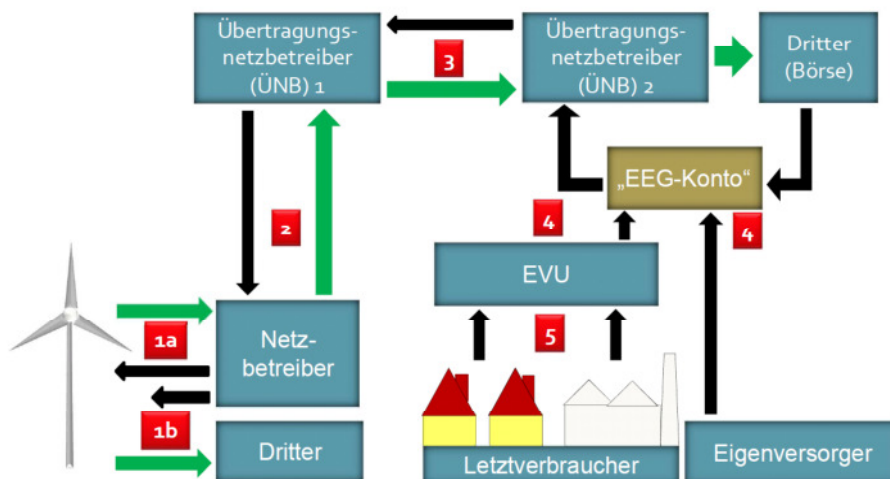 Übertragungs-
netzbetreiber
(ÜNB) 1
3
Übertragungs-
netzbetreiber
(ÜNB) 2
Dritter
(Börse)
„EEG-Konto“
2
4
4
EVU
1a
Netz-
betreiber
5
1b
Dritter
Letztverbraucher
Eigenversorger